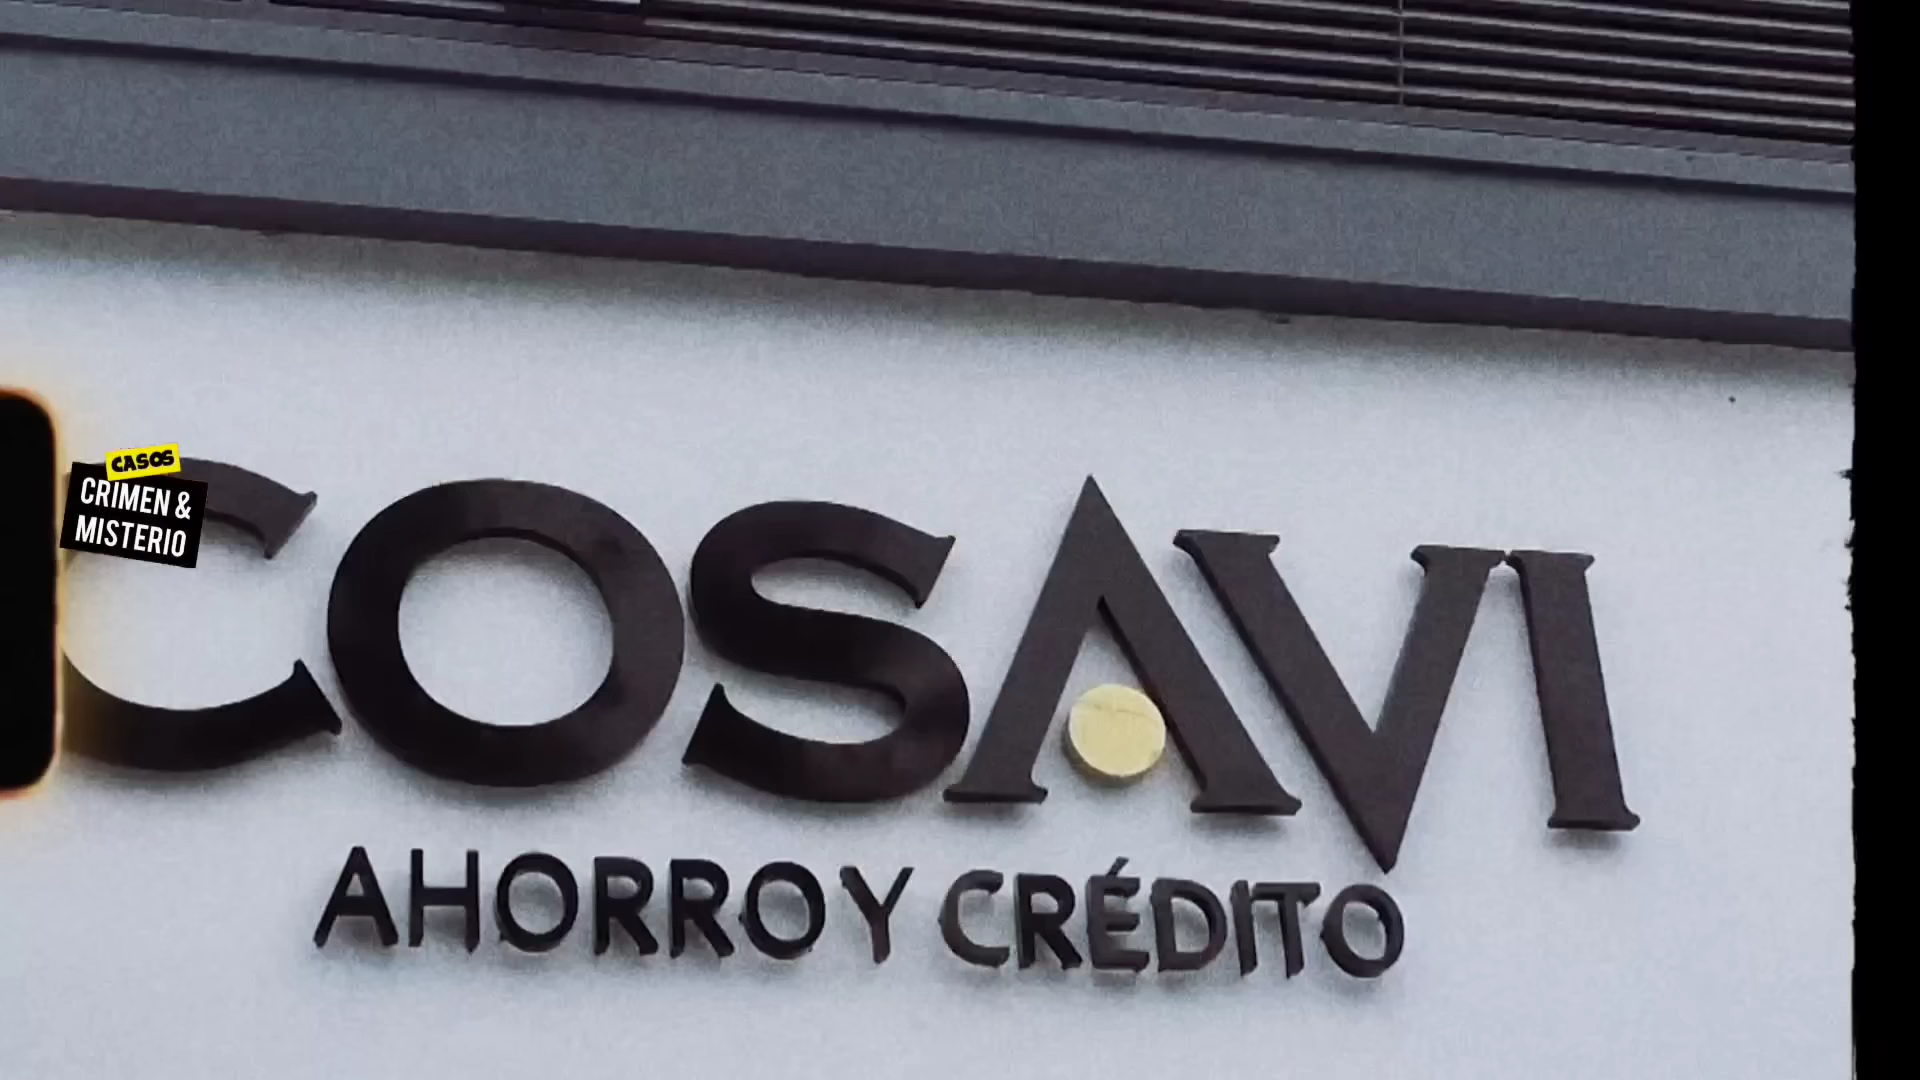 CASOS
CRIMEN &
MISTERIO
COSAVI
AHORRO Y CRÉDITO